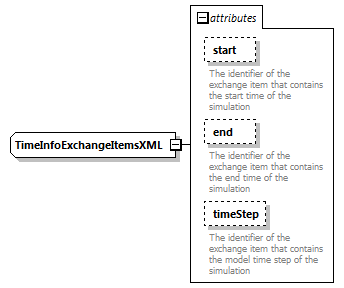 attributes
start
The identifier of the
exchange item that contains
the start time of the
simulation
end
The identifier of the
exchange item that contains
the end time of the
simulation
TimeInfoExchangeItemsXML
timeStep
The identifier of the
exchange item that contains
the model time step of the
simulation